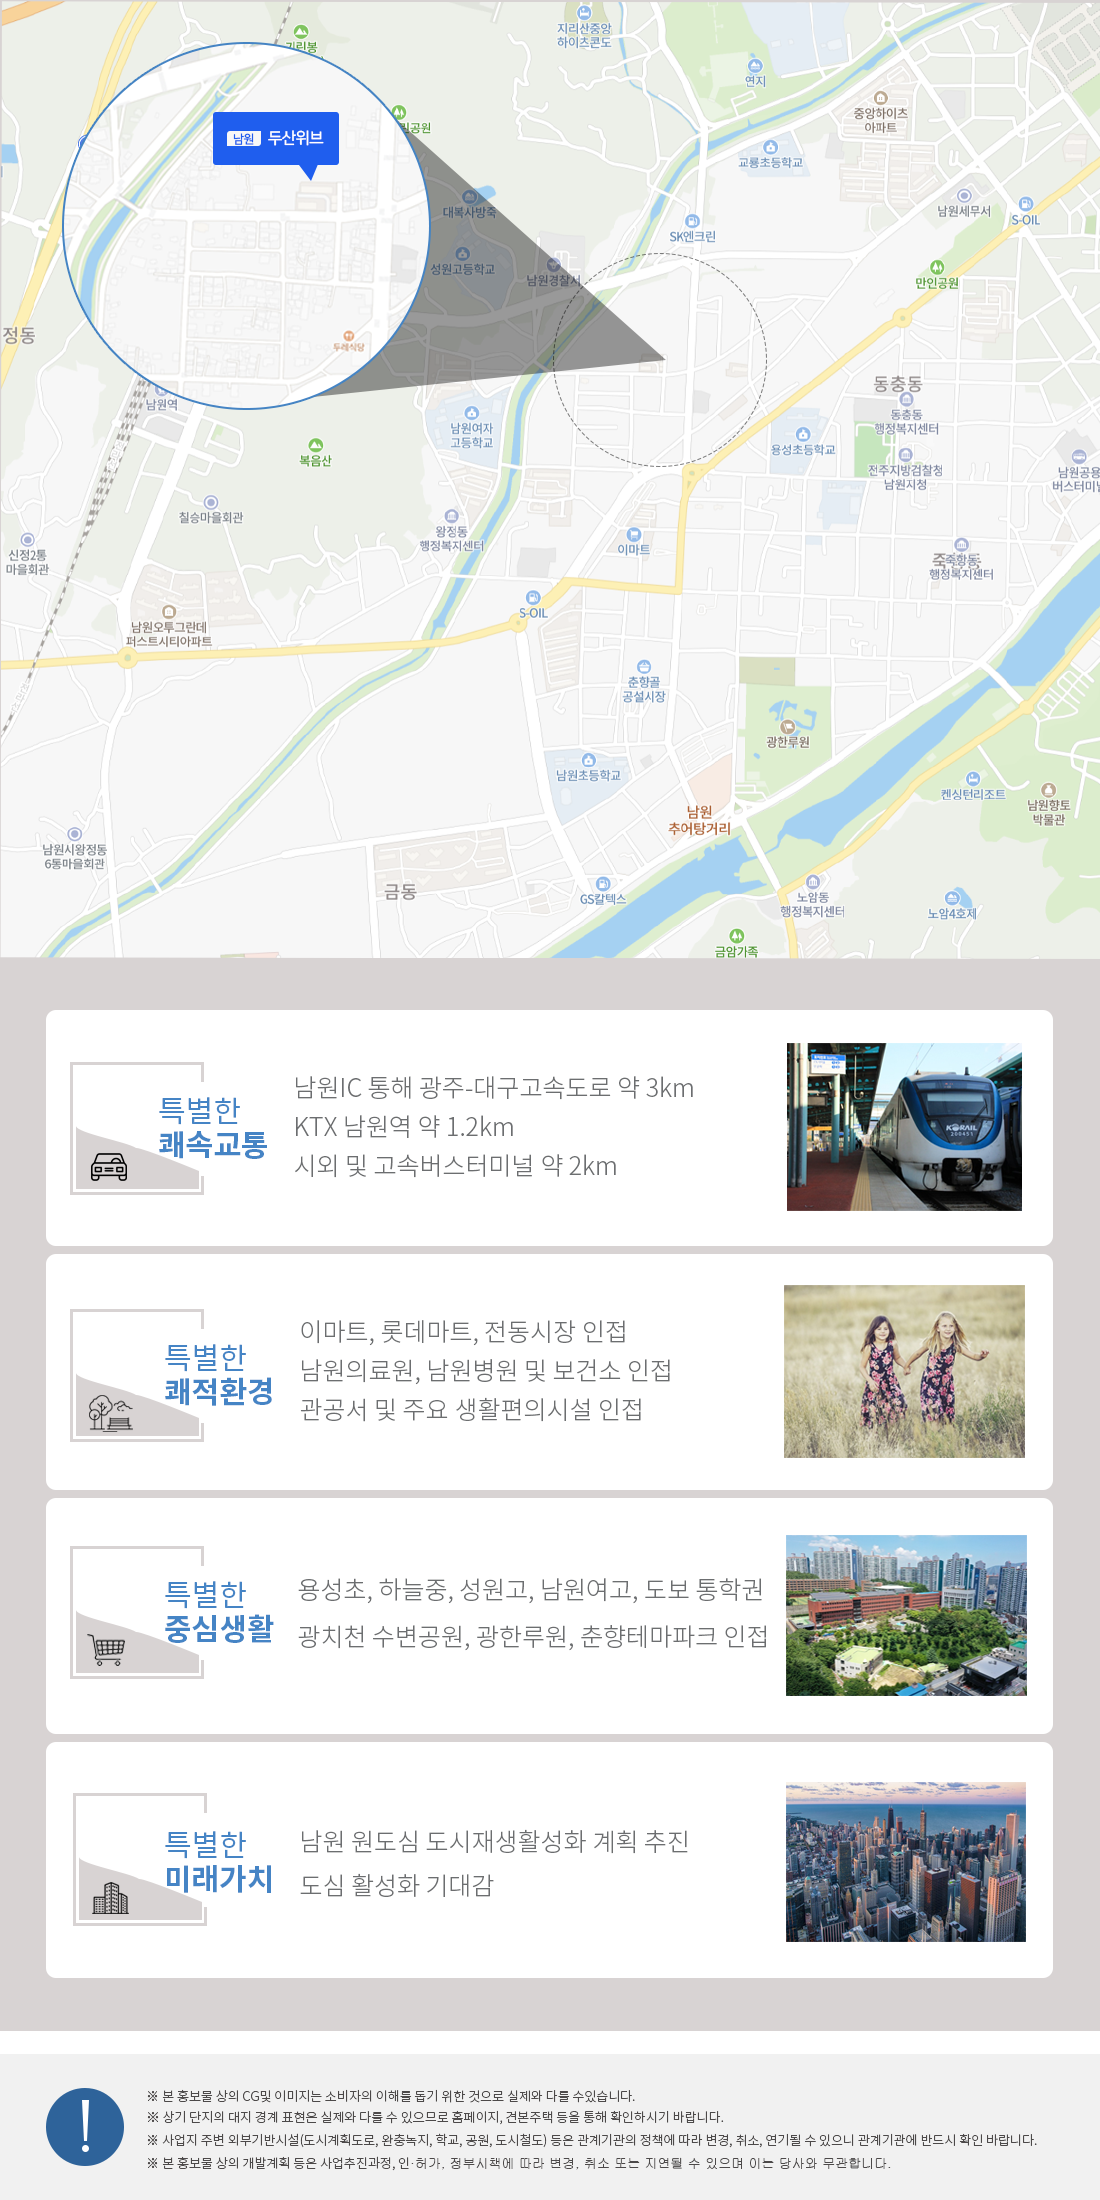 지리산중앙
하이츠콘도
연지
중앙하이츠
아파트
남원 두산위브
교룡초등학교
대복사방죽
남원세무서
S-OIL
SK엔크린
성원고등학교
남원경찰서
만인공원
정동
두레식당
동충동
남원역
동충동
행정복지센터
남원여자
고등학교
용성초등학교
복음산
전주지방검찰청
남원지청
남원공용
칠승마을회관
왕정동
행정복지센터
이마트
신정2통
마을회관
죽항동
행정복지센터
S-OIL
남원오투그란데
퍼스트시티아파트
춘향골
공설시장
광한루원
남원초등학교
켄싱턴리조트
남원향토
박물관
남원
추어탕거리
남원시왕정동
6통마을회관
금동
GS칼텍스
노암동
행정복지센터
노암4호제
금암가족
특별한
쾌속교통
남원IC 통해 광주-대구고속도로 약 3km
KTX 남원역 약 1.2km
시외 및 고속버스터미널 약 2km
KORAIL
특별한
쾌적환경
이마트, 롯데마트, 전동시장 인접
남원의료원, 남원병원 및 보건소 인접
관공서 및 주요 생활편의시설 인접
특별한
중심생활
용성초, 하늘중, 성원고, 남원여고, 도보 통학권
광치천 수변공원, 광한루원, 춘향테마파크 인접
특별한
미래가치
남원 원도심 도시재생활성화 계획 추진
도심 활성화 기대감
※ 본 홍보물 상의 CG및 이미지는 소비자의 이해를 돕기 위한 것으로 실제와 다를 수있습니다.
※ 상기 단지의 대지 경계 표현은 실제와 다를 수 있으므로 홈페이지, 견본주택 등을 통해 확인하시기 바랍니다.
※ 사업지 주변 외부기반시설(도시계획도로, 완충녹지, 학교, 공원, 도시철도) 등은 관계기관의 정책에 따라 변경, 취소, 연기될 수 있으니 관계기관에 반드시 확인 바랍니다.
※ 본 홍보물 상의 개발계획 등은 사업추진과정, 인·허가, 정부시책에 따라 변경, 취소 또는 지연될 수 있으며 이는 당사와 무관합니다.